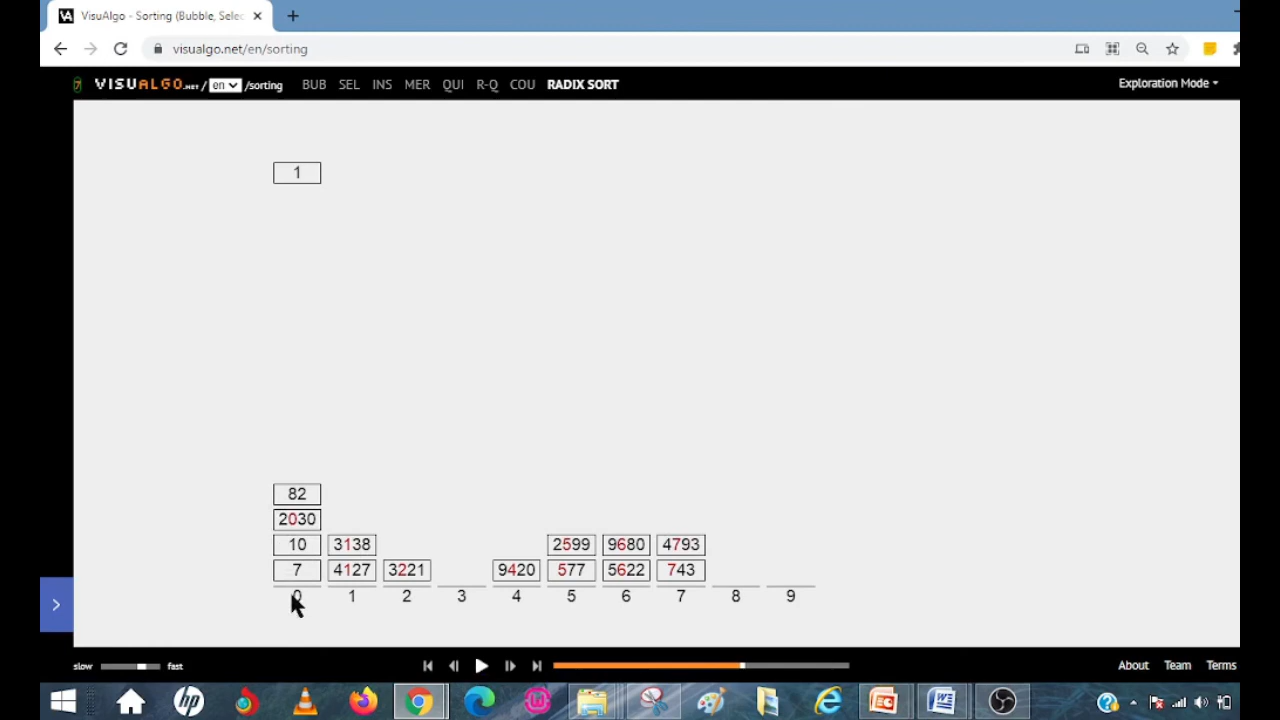 VisuAlgo - Sorting (Bubble, Selec
visualgo.net/en/sorting
7 VISUALGO.NET / en /sorting BUB SEL INS MER QUI R-Q COU RADIX SORT Exploration Mode
1
82
2030
10 3138 2599 9680 4793
7 4127 3221 9420 577 5622 743
0 1 2 3 4 5 6 7 8 9
slow fast About Team Terms